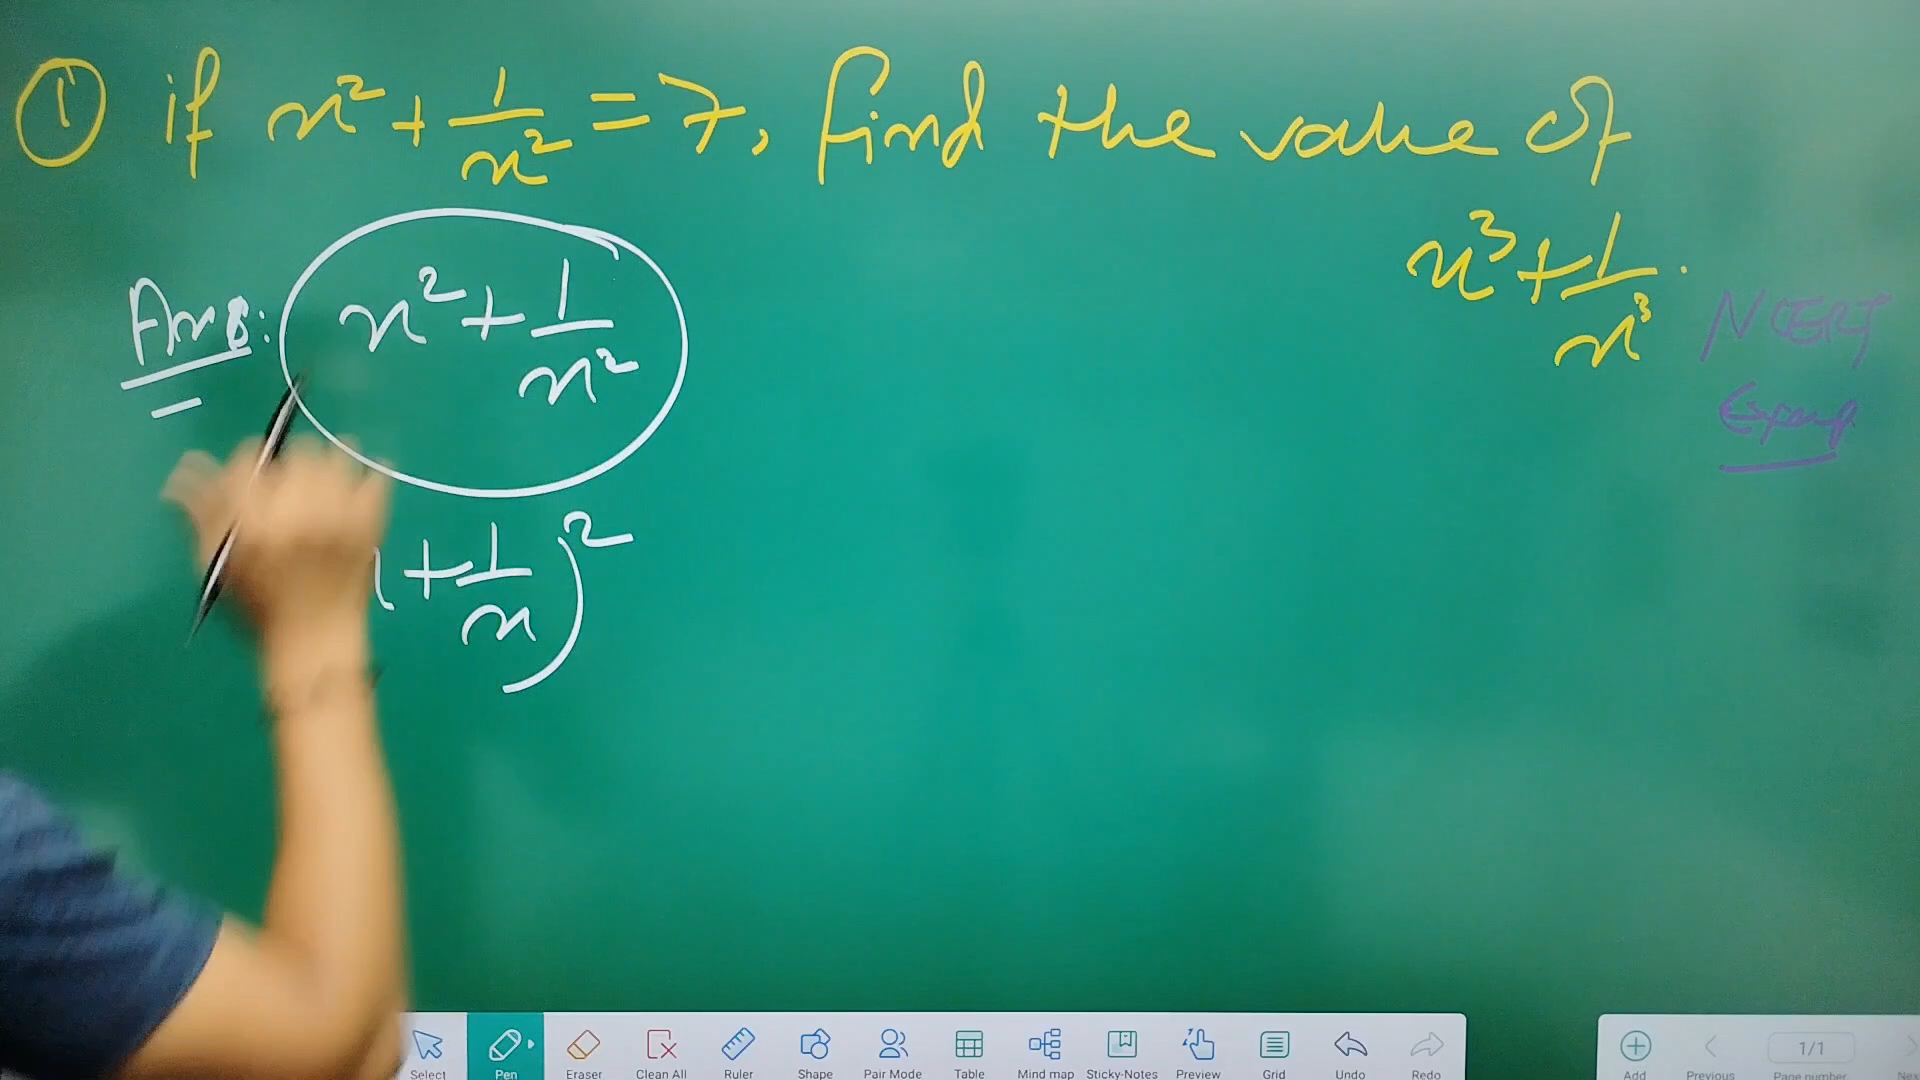 ① if x² + 1/x² = 7, find the value of
x³ + 1/x³.
NCERT
Ans: x² + 1/x²
+ 1/x)²
Select Pen Eraser Clean All Ruler Shape Pair Mode Table Mind map Sticky-Notes Preview Grid Undo Redo Add Previous Page number
1/1